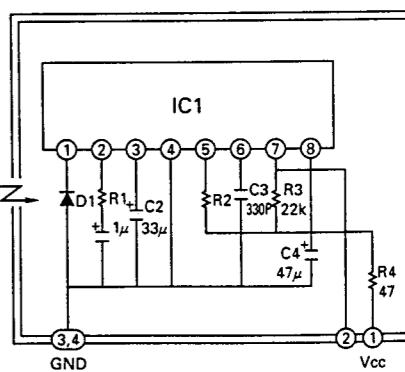 IC1
1 2 3 4 5 6 7 8
D1 R1 C2 R2 C3 R3
1μ 33μ 330P 22k
C4
47μ
R4
47
3,4 2 1
GND Vcc